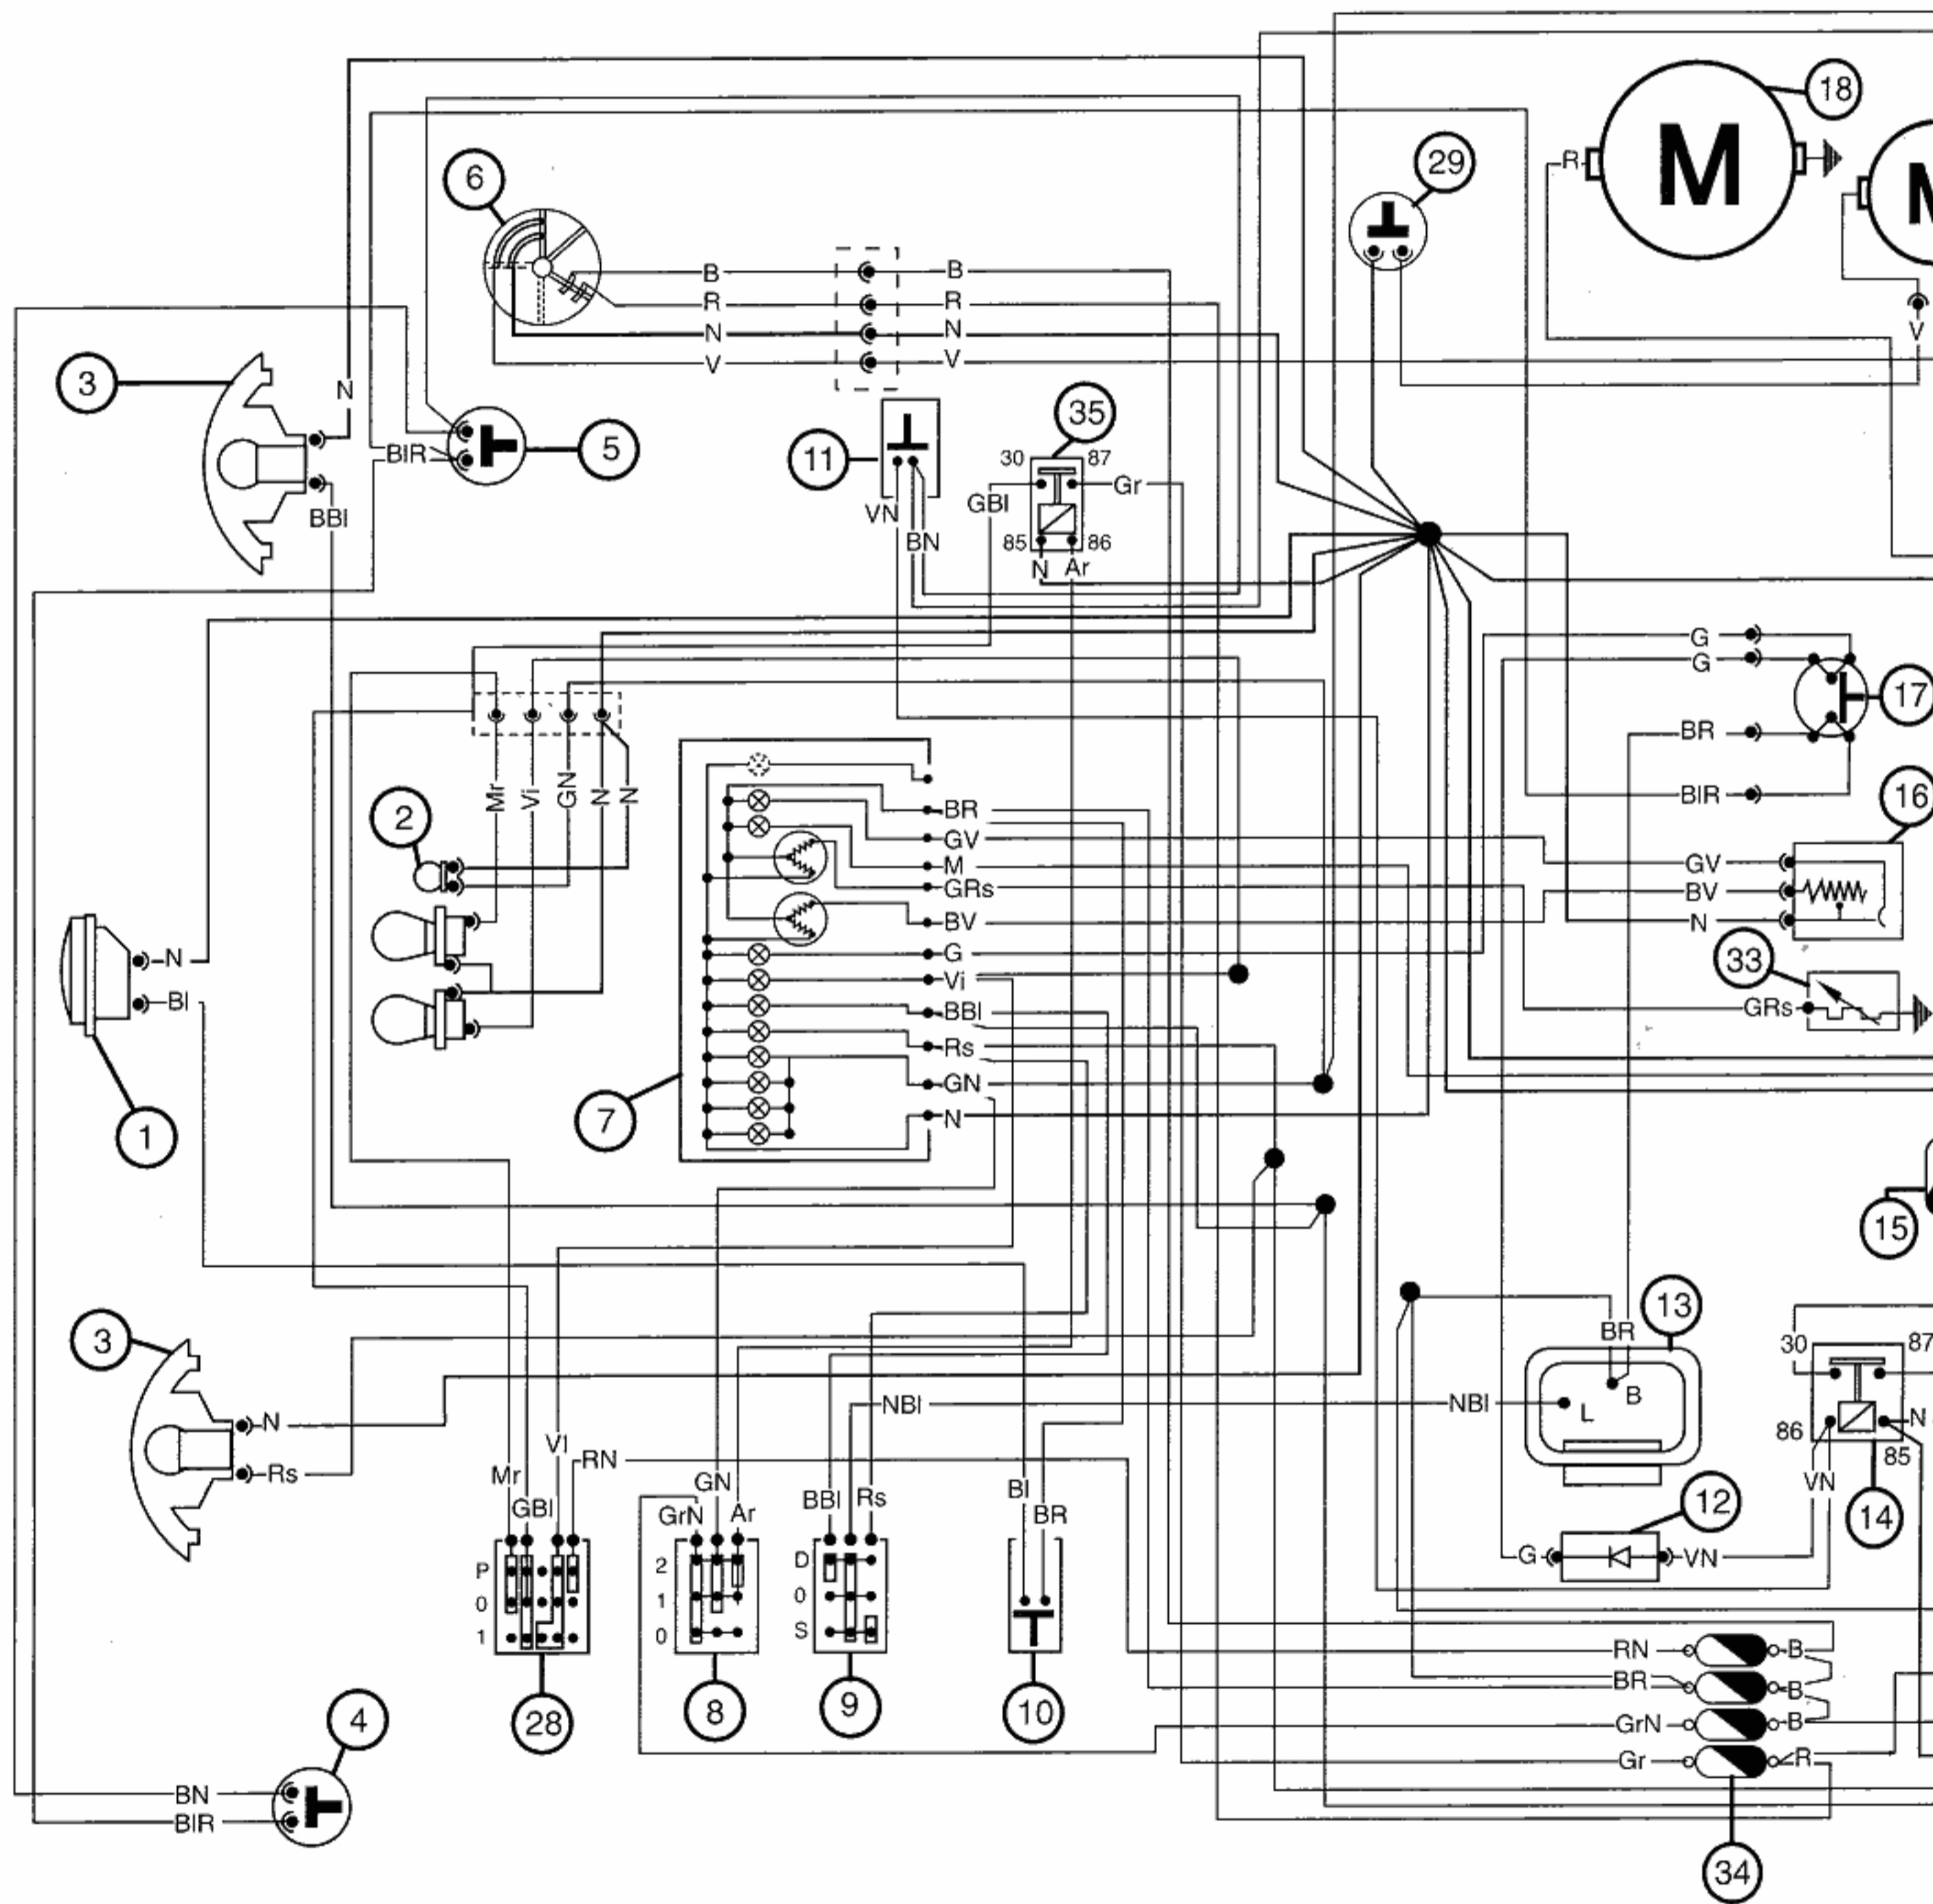 18
M
R
M
29
6
B
B
R
R
N
N
V
V
V
3
N
BIR
5
BBI
11
35
30
87
GBI
Gr
VN
BN
85
86
N
Ar
G
G
17
BR
BIR
16
Mr
Vi
GN
N
N
2
BR
GV
M
GRs
BV
G
Vi
BBI
Rs
GN
N
GV
BV
N
33
GRs
N
BI
1
7
15
3
13
BR
B
L
30
87
86
85
N
VN
14
N
Rs
NBI
NBI
VI
RN
Mr
GBI
GN
GrN
Ar
BBI
Rs
BI
BR
12
G
VN
P
0
1
2
1
0
D
0
S
28
8
9
10
4
RN
B
BR
B
GrN
B
Gr
R
BN
BIR
34